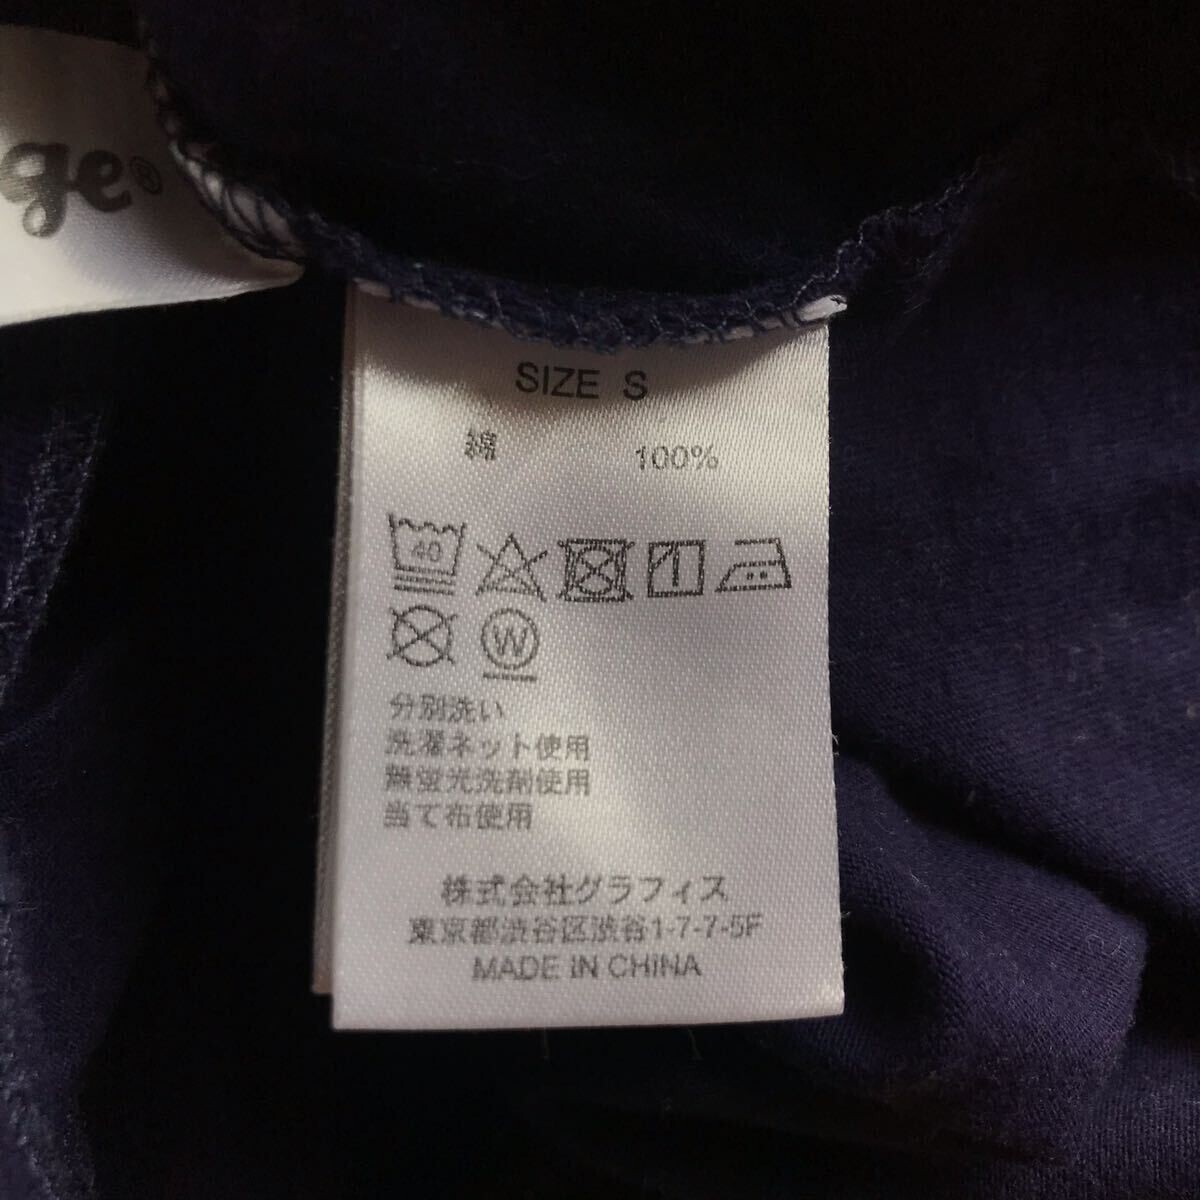 ge®
SIZE S
綿 100%
40
W
分別洗い
洗濯ネット使用
無蛍光洗剤使用
当て布使用
株式会社グラフィス
東京都渋谷区渋谷1-7-7-5F
MADE IN CHINA